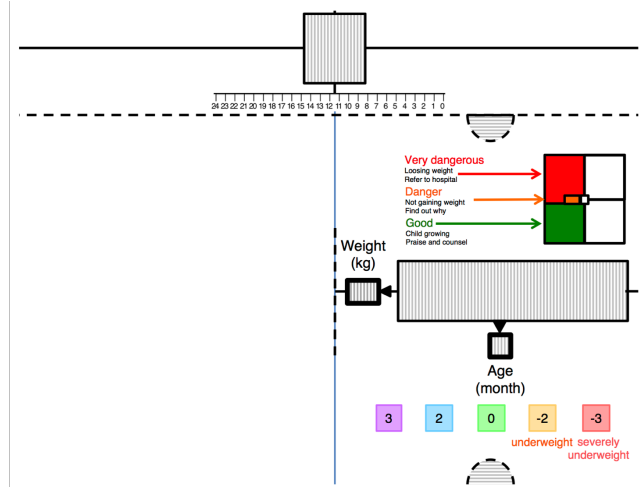 24 23 22 21 20 19 18 17 16 15 14 13 12 11 10 9 8 7 6 5 4 3 2 1 0
Very dangerous
Loosing weight
Refer to hospital
Danger
Not gaining weight
Find out why
Good
Child growing
Praise and counsel
Weight
(kg)
Age
(month)
3 2 0 -2 -3
underweight severely
underweight